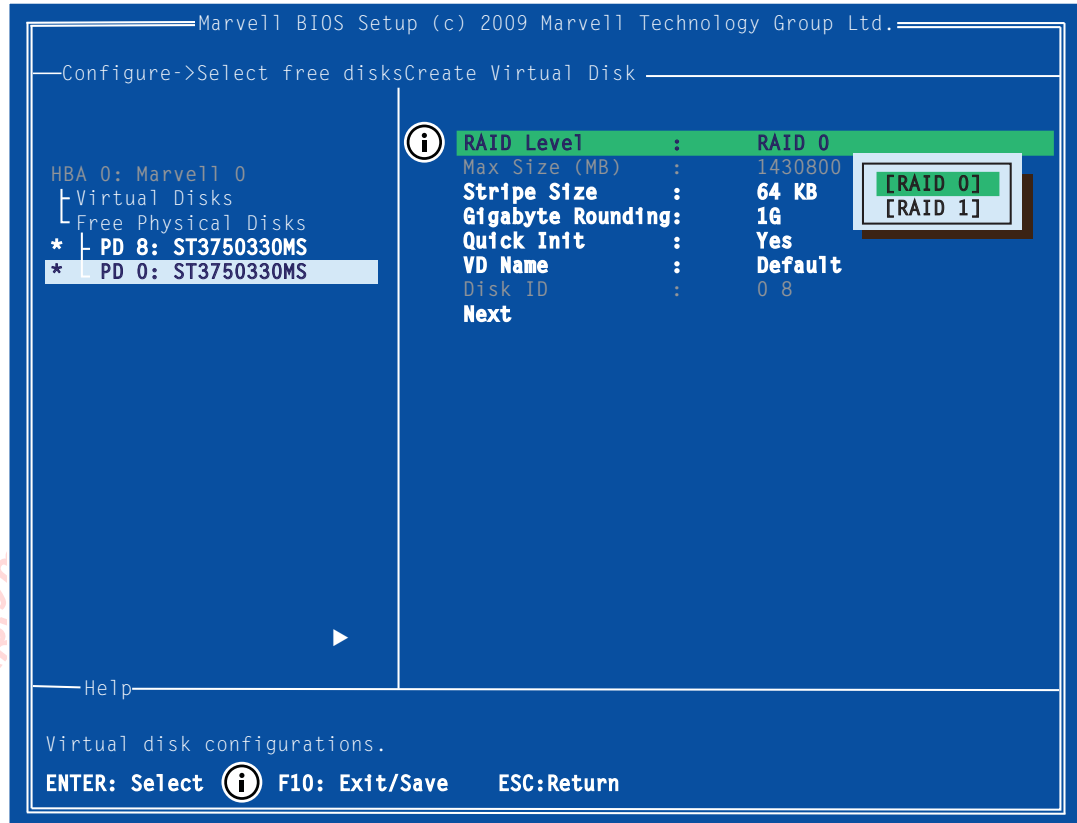 Marvell BIOS Setup (c) 2009 Marvell Technology Group Ltd.
Configure->Select free disksCreate Virtual Disk
HBA 0: Marvell 0
Virtual Disks
Free Physical Disks
* PD 8: ST3750330MS
* PD 0: ST3750330MS
RAID Level : RAID 0
Max Size (MB) : 1430800
Stripe Size : 64 KB
Gigabyte Rounding: 1G
Quick Init : Yes
VD Name : Default
Disk ID : 0 8
Next
[RAID 0]
[RAID 1]
Help
Virtual disk configurations.
ENTER: Select i F10: Exit/Save ESC:Return